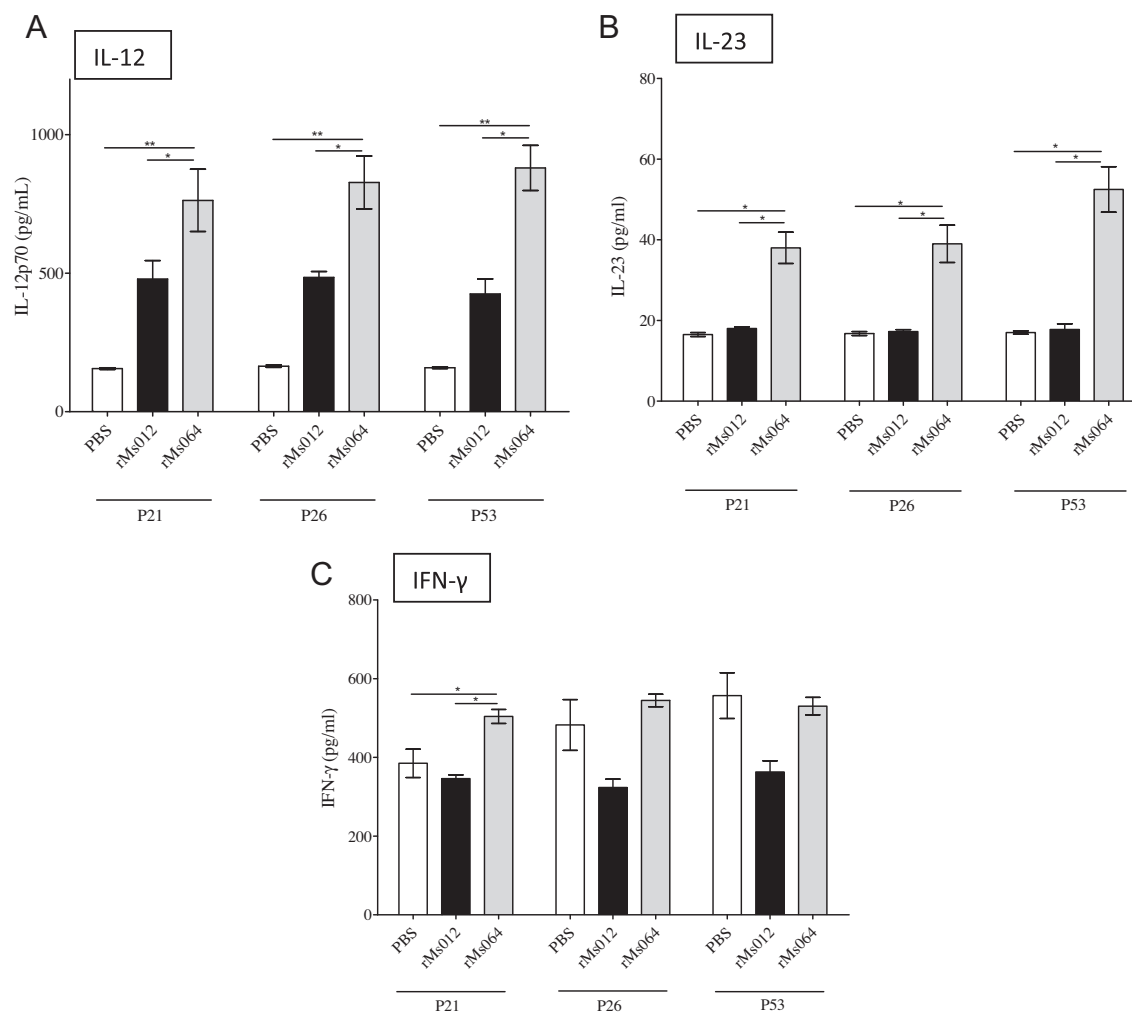 A
IL-12
IL-12p70 (pg/mL)
1000
500
0
** * ** * ** *
PBS rMs012 rMs064 PBS rMs012 rMs064 PBS rMs012 rMs064
P21 P26 P53
B
IL-23
IL-23 (pg/ml)
80
60
40
20
0
* * * * * *
PBS rMs012 rMs064 PBS rMs012 rMs064 PBS rMs012 rMs064
P21 P26 P53
C
IFN-γ
IFN-γ (pg/ml)
800
600
400
200
0
* *
PBS rMs012 rMs064 PBS rMs012 rMs064 PBS rMs012 rMs064
P21 P26 P53